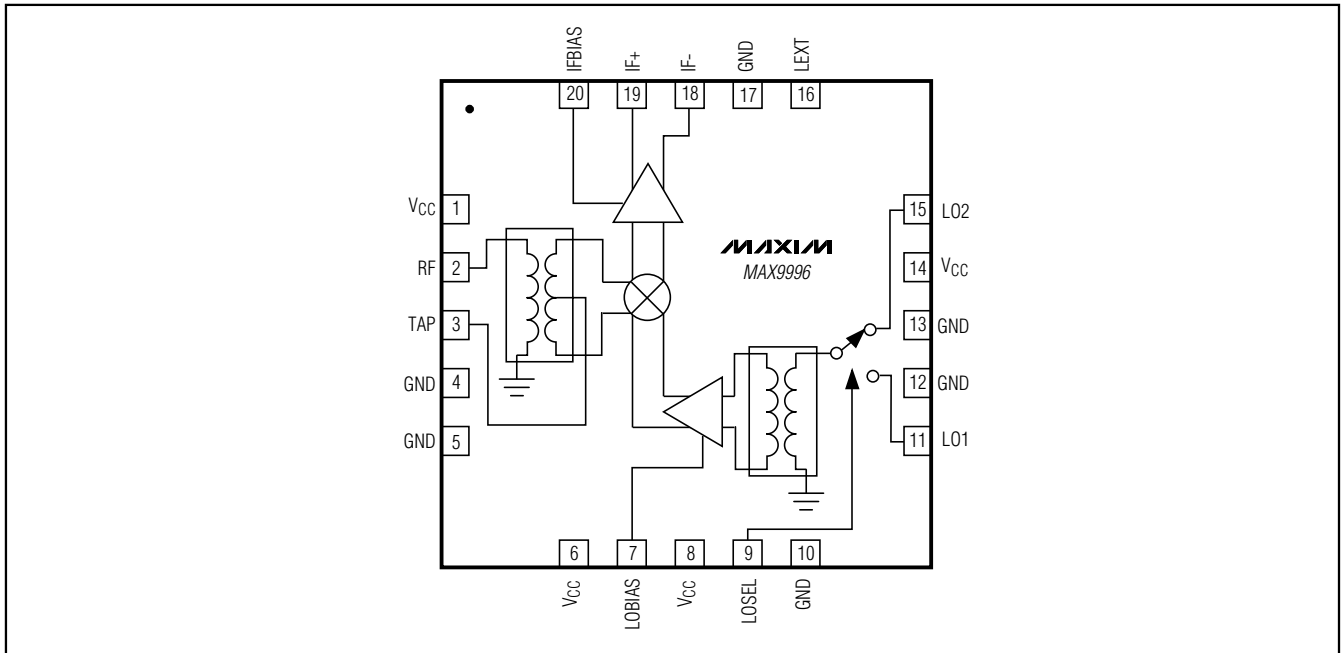 IFBIAS
IF+
IF-
GND
LEXT
20
19
18
17
16
VCC 1
RF 2
TAP 3
GND 4
GND 5
MAXIM
MAX9996
15 LO2
14 VCC
13 GND
12 GND
11 LO1
6
7
8
9
10
VCC
LOBIAS
VCC
LOSEL
GND